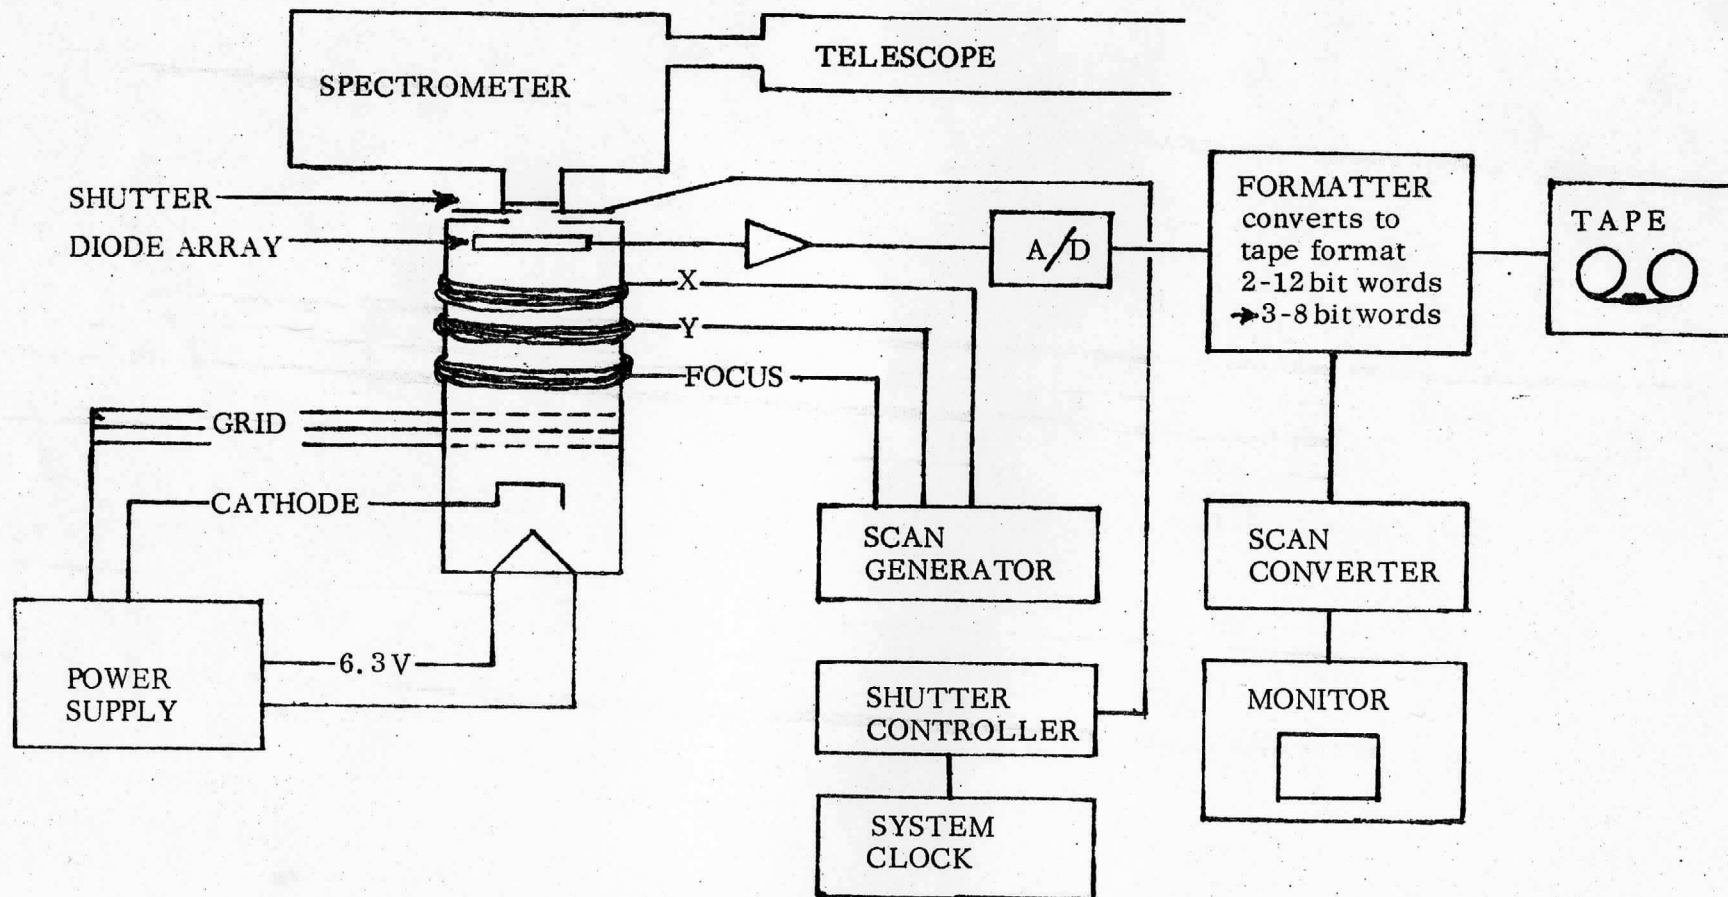 TELESCOPE
SPECTROMETER
SHUTTER
DIODE ARRAY
A/D
FORMATTER
converts to
tape format
2-12 bit words
→3-8 bit words
TAPE
X
Y
FOCUS
GRID
CATHODE
SCAN
GENERATOR
SCAN
CONVERTER
6.3V
POWER
SUPPLY
SHUTTER
CONTROLLER
MONITOR
SYSTEM
CLOCK